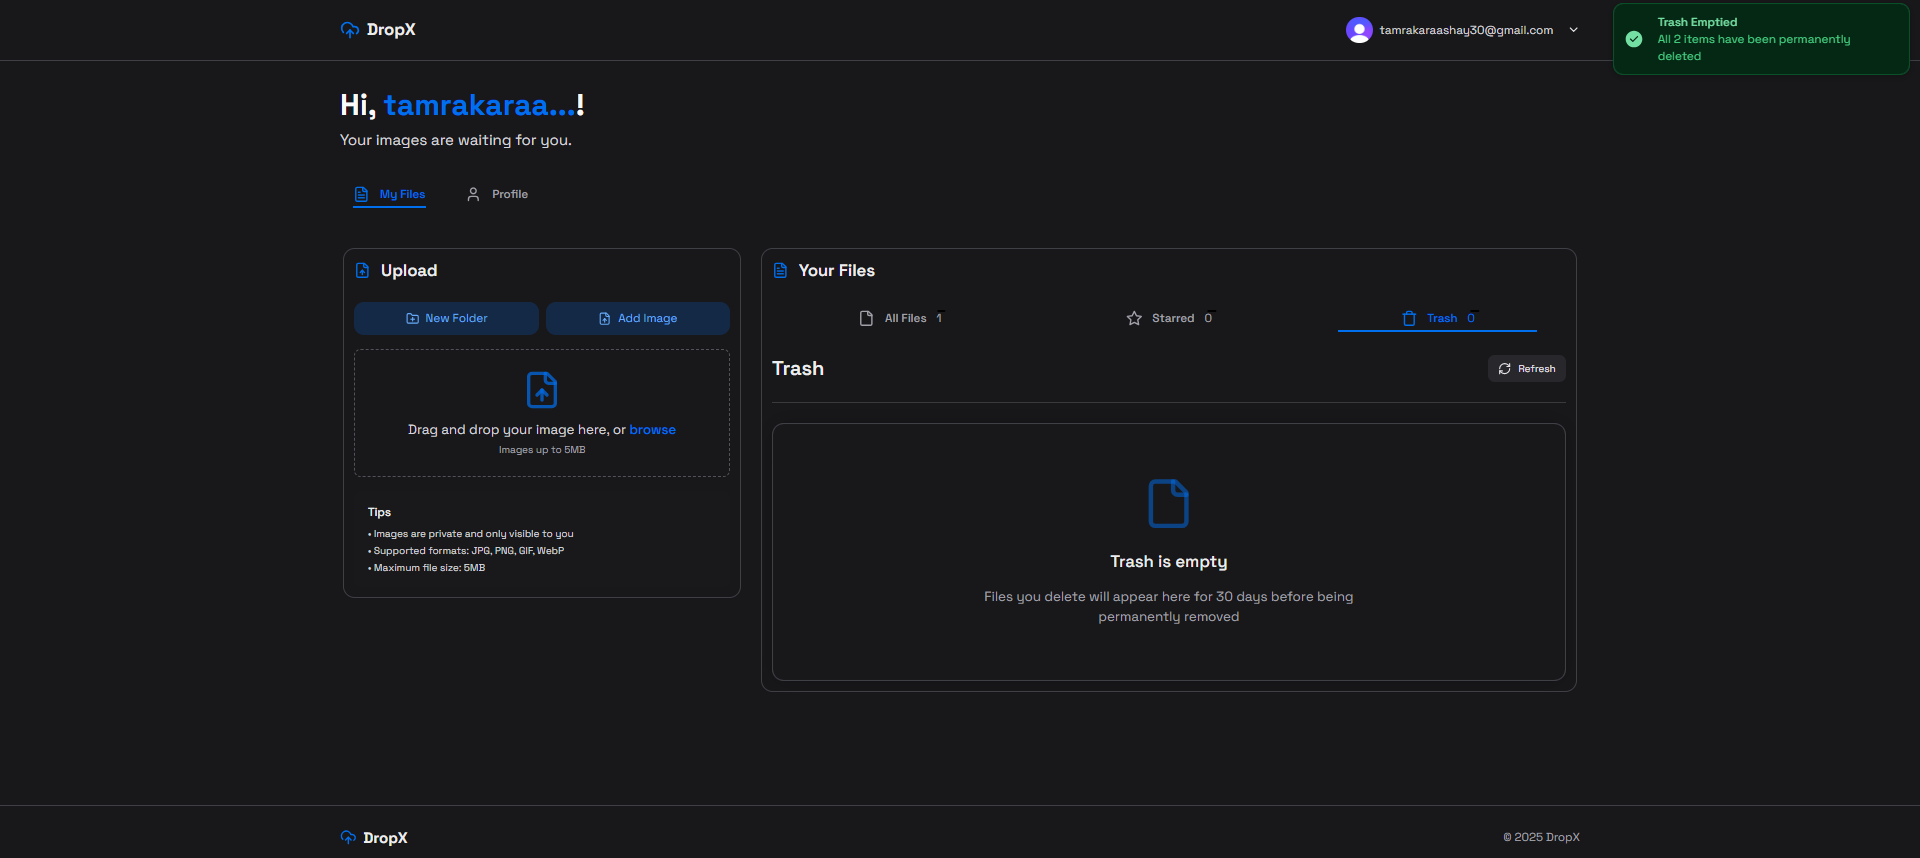 DropX
tamrakaraashay30@gmail.com
Trash Emptied
All 2 items have been permanently
deleted
Hi, tamrakaraa...!
Your images are waiting for you.
My Files
Profile
Upload
New Folder
Add Image
Drag and drop your image here, or browse
Images up to 5MB
Tips
• Images are private and only visible to you
• Supported formats: JPG, PNG, GIF, WebP
• Maximum file size: 5MB
Your Files
All Files 1
Starred 0
Trash 0
Trash
Refresh
Trash is empty
Files you delete will appear here for 30 days before being
permanently removed
DropX
© 2025 DropX